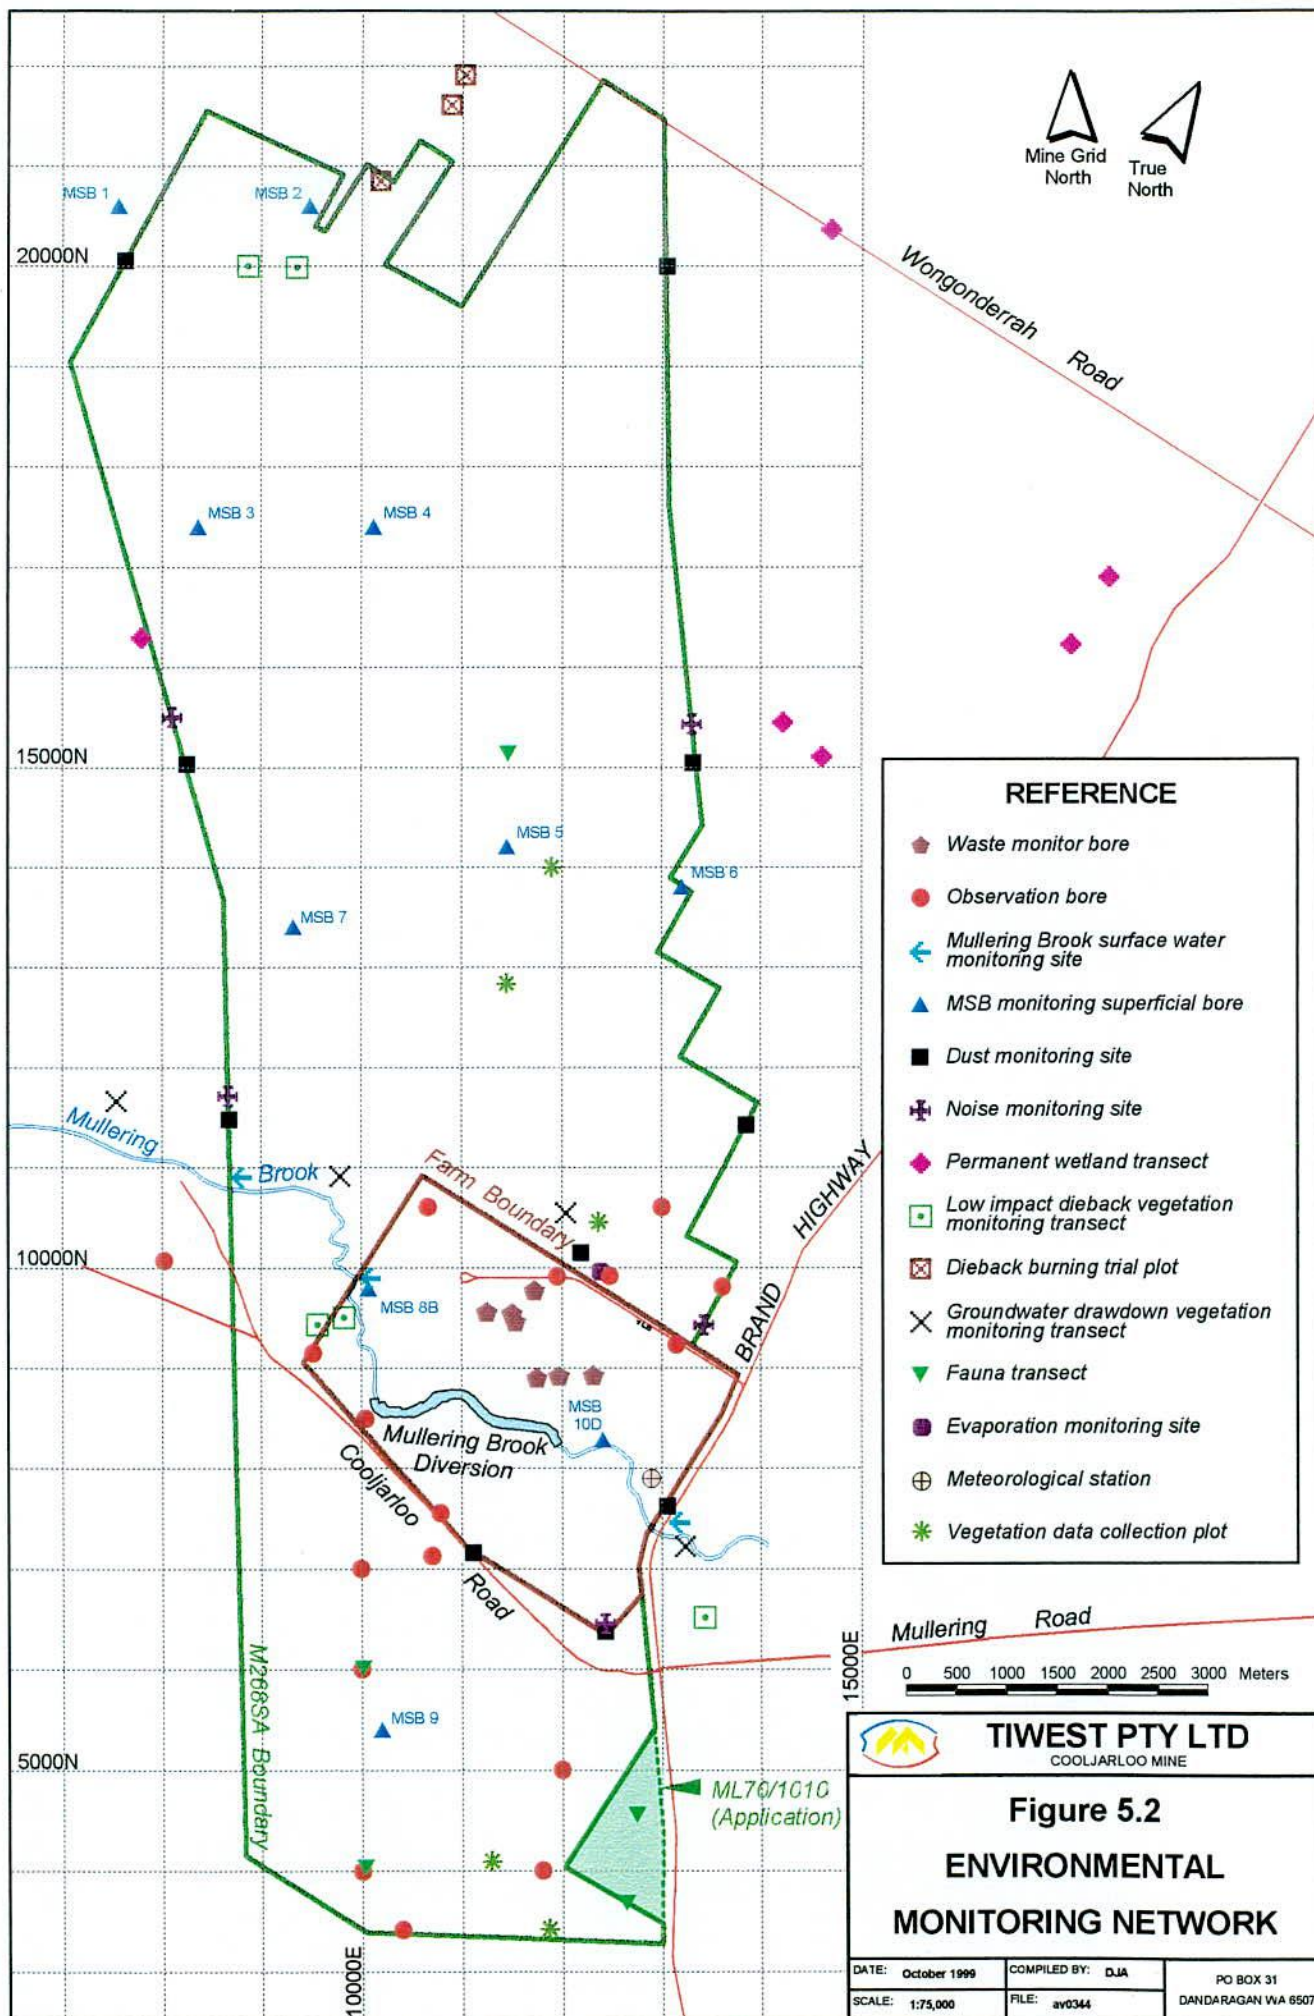 Mine Grid
North
True
North
MSB 1
MSB 2
20000N
Wongonderrah
Road
MSB 3
MSB 4
15000N
MSB 5
MSB 6
MSB 7
REFERENCE
Waste monitor bore
Observation bore
Mullering Brook surface water
monitoring site
MSB monitoring superficial bore
Dust monitoring site
Noise monitoring site
Permanent wetland transect
Low impact dieback vegetation
monitoring transect
Dieback burning trial plot
Groundwater drawdown vegetation
monitoring transect
Fauna transect
Evaporation monitoring site
Meteorological station
Vegetation data collection plot
Mullering
Brook
Farm Boundary
HIGHWAY
BRAND
10000N
MSB 8B
MSB
10D
Mullering Brook
Diversion
Cooljarloo
Road
Mullering Road
15000E
0 500 1000 1500 2000 2500 3000 Meters
M268SA Boundary
MSB 9
5000N
ML70/1010
(Application)
10000E
TIWEST PTY LTD
COOLJARLOO MINE
Figure 5.2
ENVIRONMENTAL
MONITORING NETWORK
DATE: October 1999
COMPILED BY: DJA
PO BOX 31
DANDARAGAN WA 6507
SCALE: 1:75,000
FILE: av0344